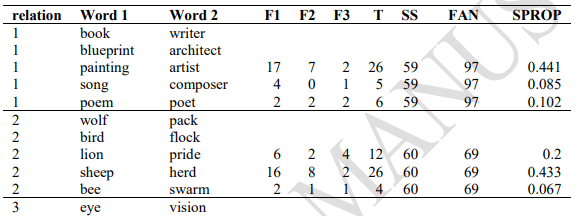 relation Word 1 Word 2 F1 F2 F3 T SS FAN SPROP
1 book writer
1 blueprint architect
1 painting artist 17 7 2 26 59 97 0.441
1 song composer 4 0 1 5 59 97 0.085
1 poem poet 2 2 2 6 59 97 0.102
2 wolf pack
2 bird flock
2 lion pride 6 2 4 12 60 69 0.2
2 sheep herd 16 8 2 26 60 69 0.433
2 bee swarm 2 1 1 4 60 69 0.067
3 eye vision
MANUS